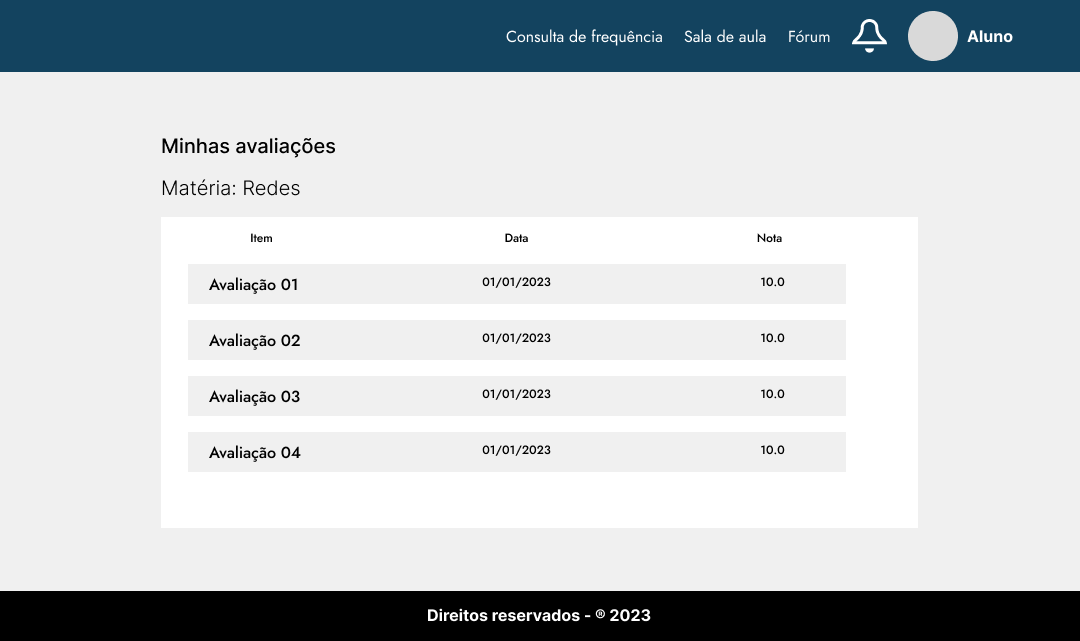 Consulta de frequência Sala de aula Fórum Aluno
Minhas avaliações
Matéria: Redes
Item Data Nota
Avaliação 01 01/01/2023 10.0
Avaliação 02 01/01/2023 10.0
Avaliação 03 01/01/2023 10.0
Avaliação 04 01/01/2023 10.0
Direitos reservados - ® 2023